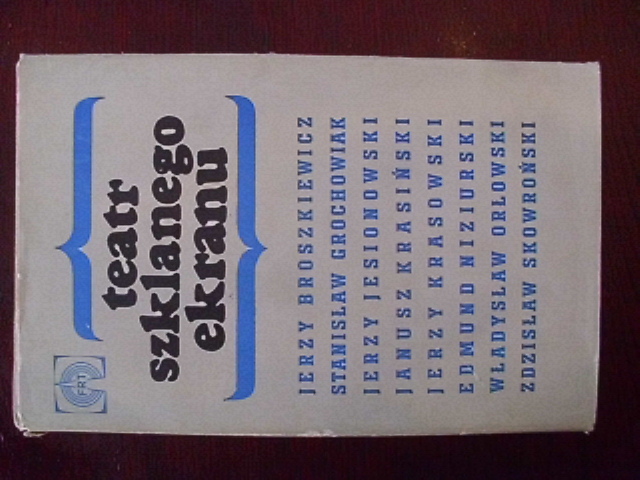 FRT
teatr
szklanego
ekranu
JERZY BROSZKIEWICZ
STANISŁAW GROCHOWIAK
JERZY JESIONOWSKI
JANUSZ KRASIŃSKI
JERZY KRASOWSKI
EDMUND NIZIURSKI
WŁADYSŁAW ORŁOWSKI
ZDZISŁAW SKOWROŃSKI